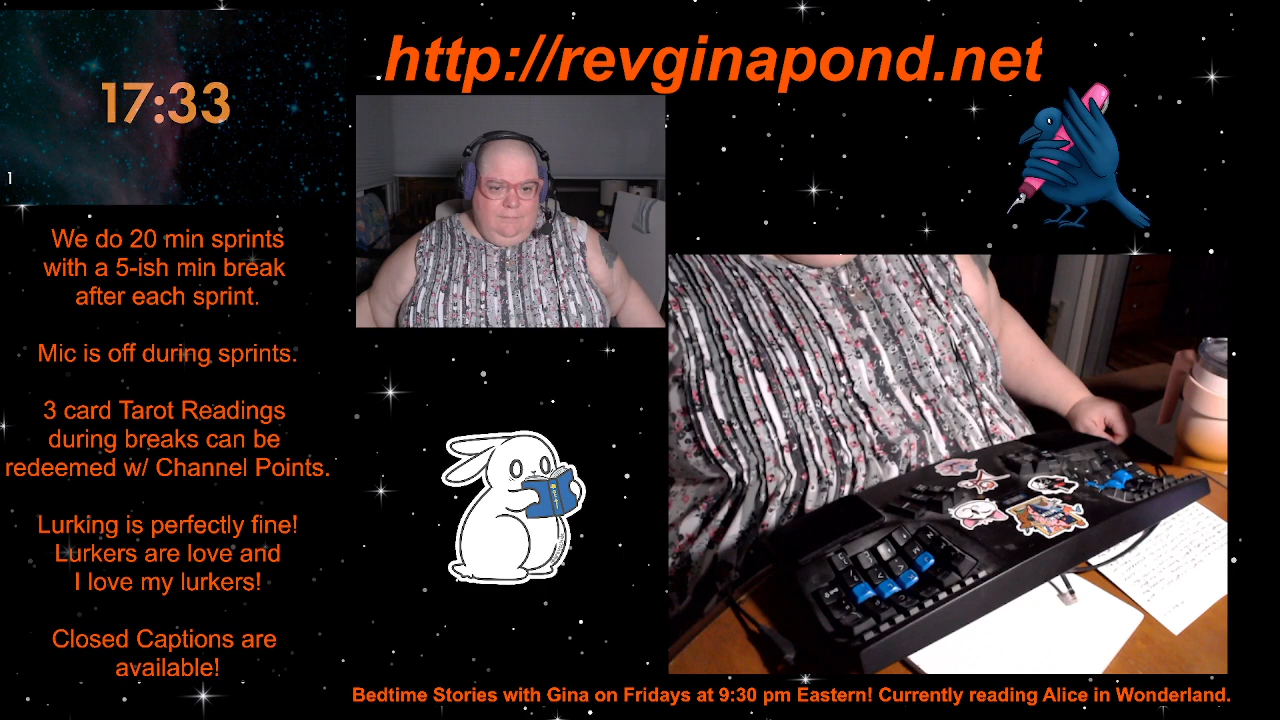 http://revginapond.net
17:33
1
We do 20 min sprints
with a 5-ish min break
after each sprint.
Mic is off during sprints.
3 card Tarot Readings
during breaks can be
redeemed w/ Channel Points.
Lurking is perfectly fine!
Lurkers are love and
I love my lurkers!
Closed Captions are
available!
Bedtime Stories with Gina on Fridays at 9:30 pm Eastern! Currently reading Alice in Wonderland.